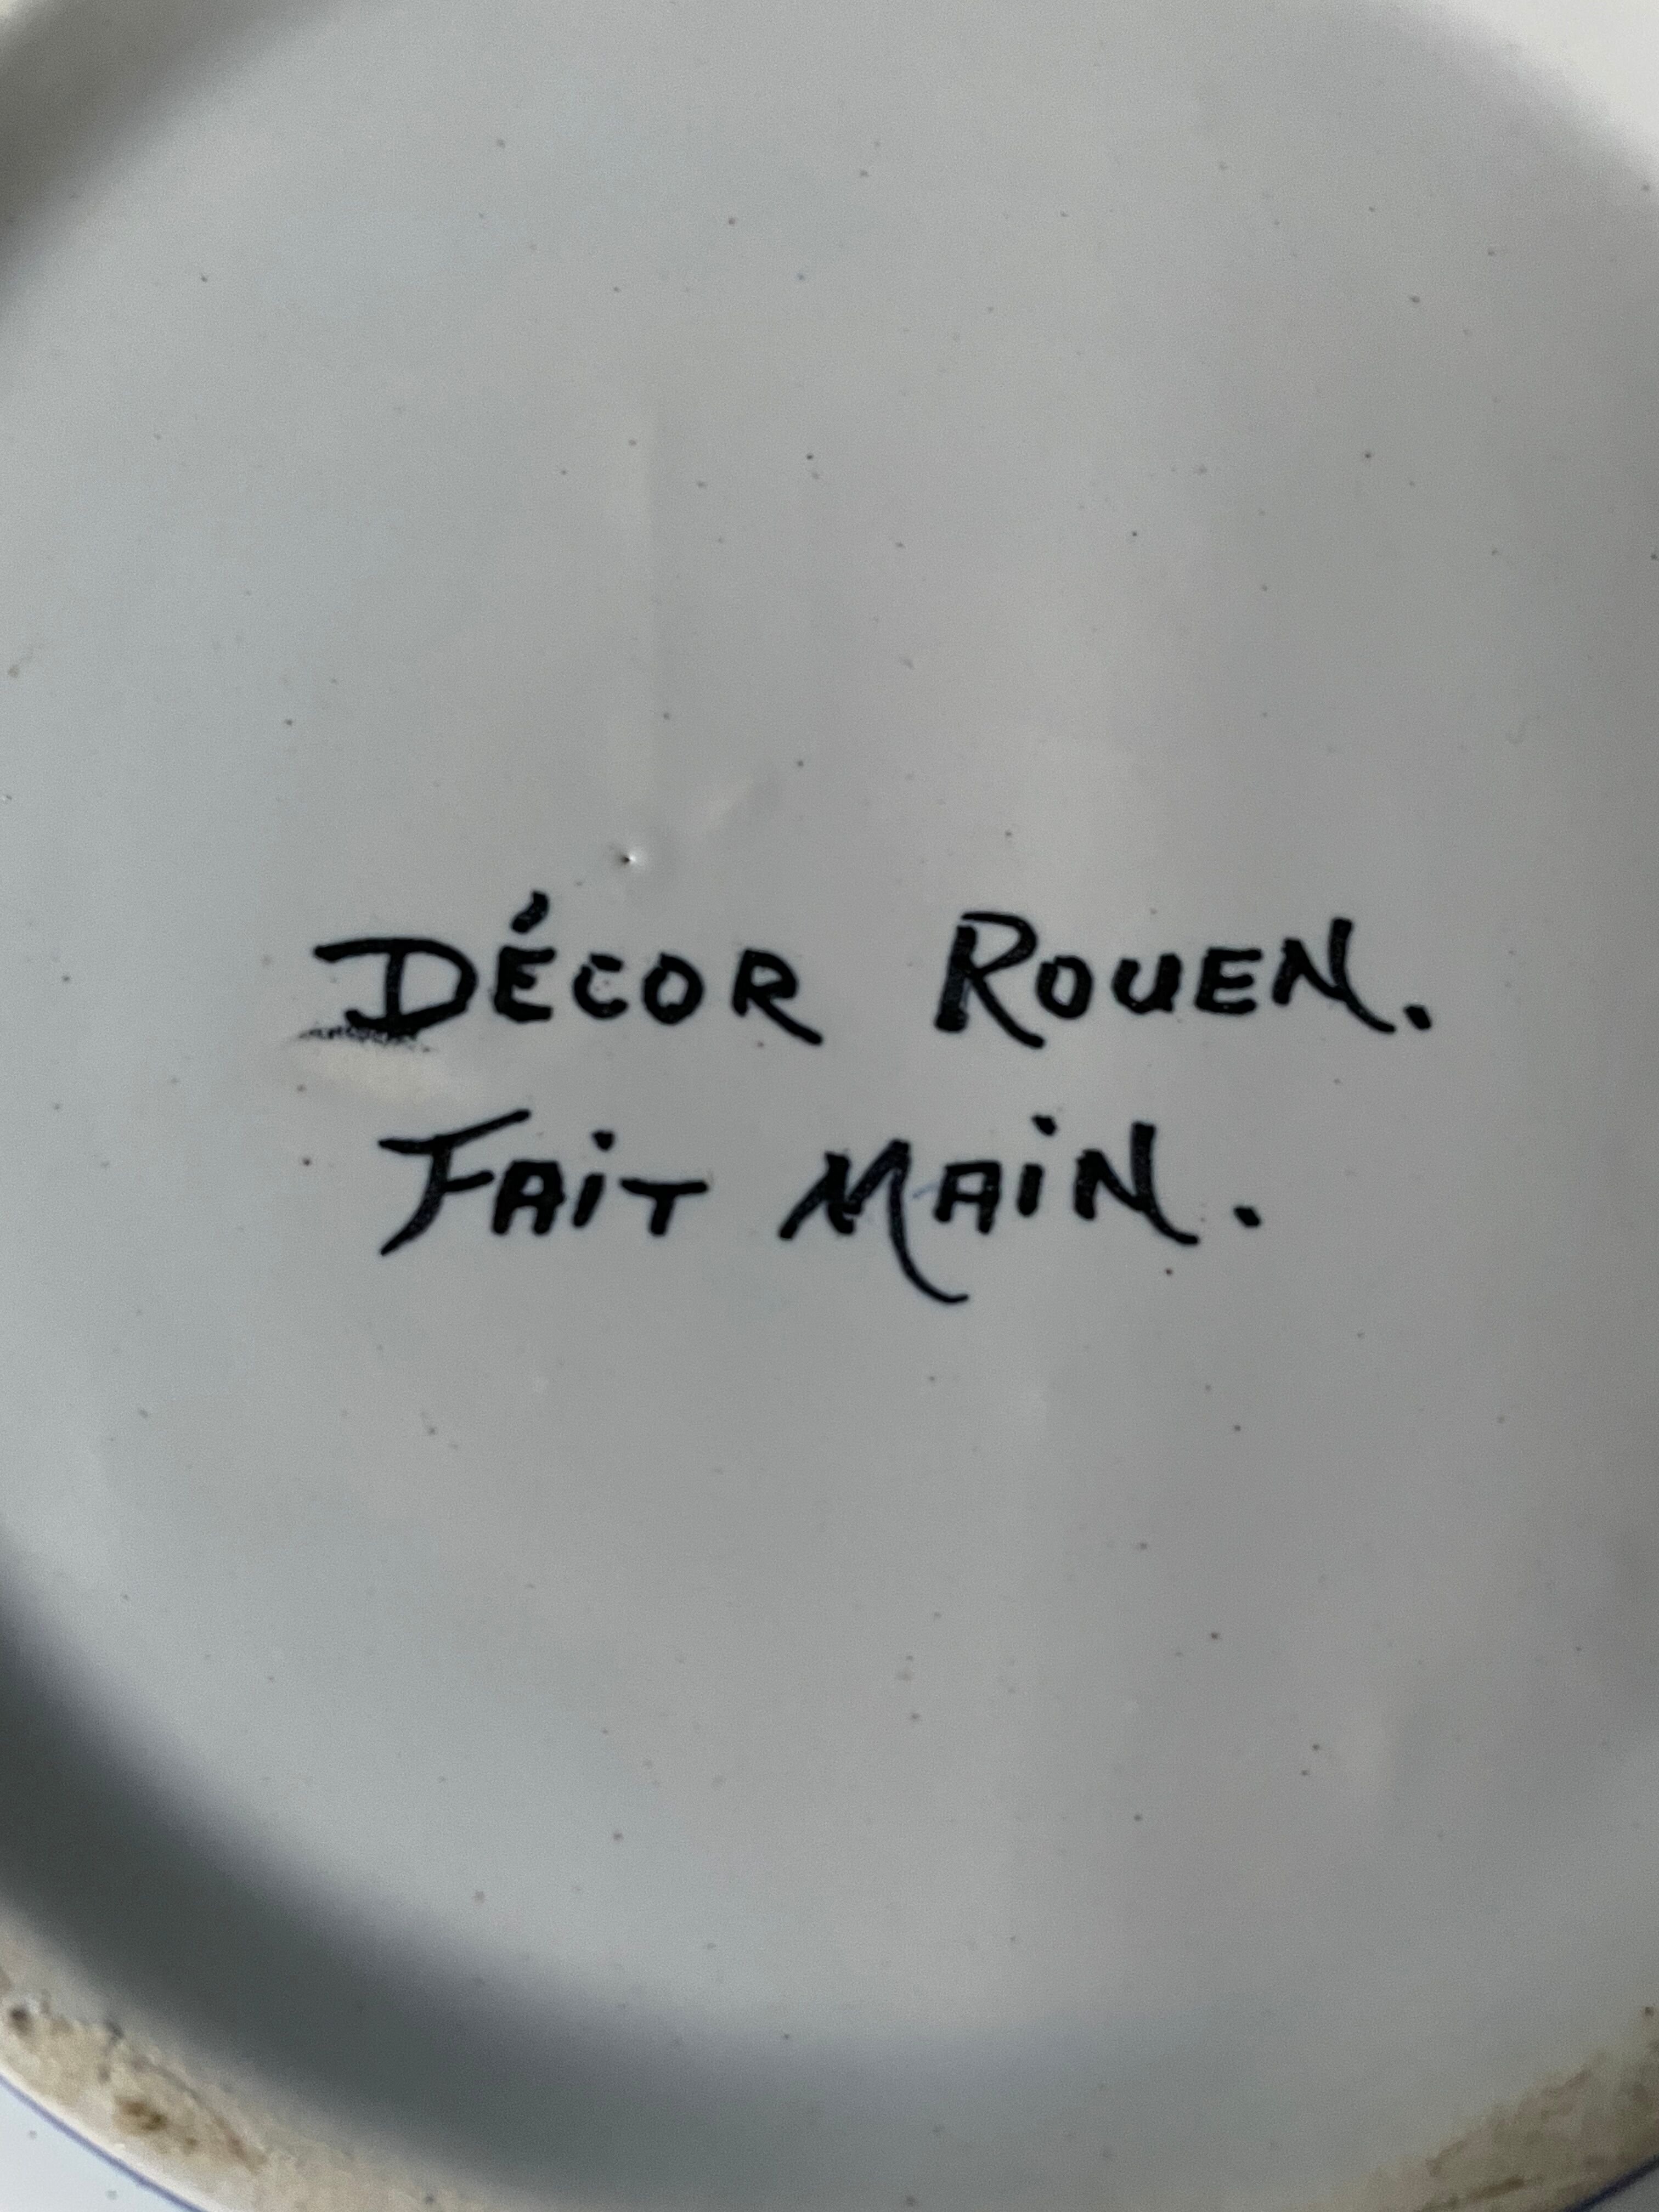 DÉCOR ROUEN.
FAiT MAiN.